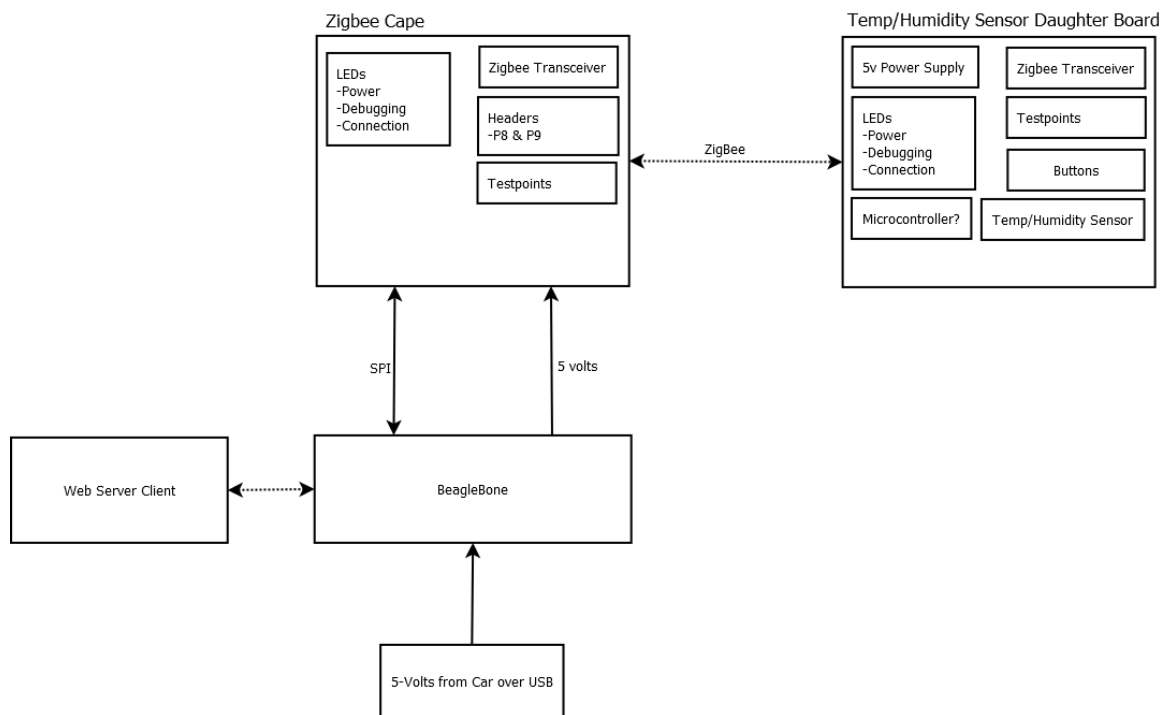 Zigbee Cape
LEDs
-Power
-Debugging
-Connection
Zigbee Transceiver
Headers
-P8 & P9
Testpoints
ZigBee
Temp/Humidity Sensor Daughter Board
5v Power Supply
Zigbee Transceiver
LEDs
-Power
-Debugging
-Connection
Testpoints
Buttons
Microcontroller?
Temp/Humidity Sensor
SPI
5 volts
Web Server Client
BeagleBone
5-Volts from Car over USB